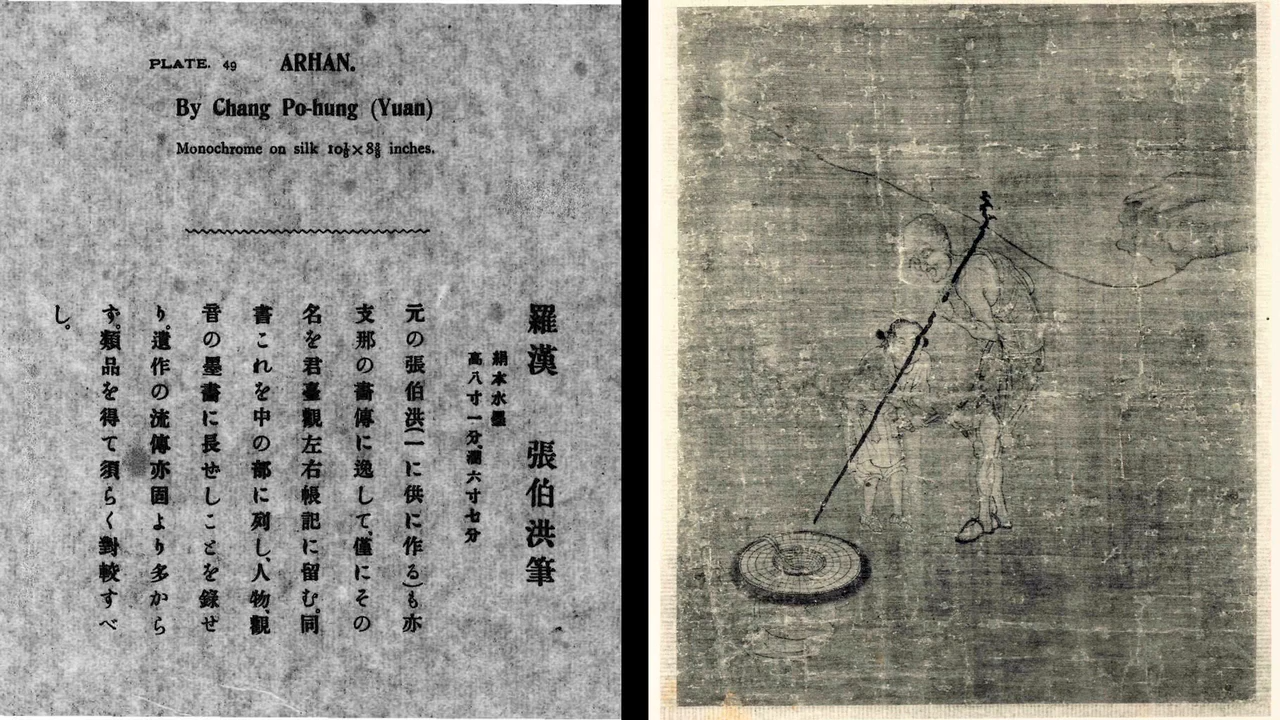 PLATE. 49 ARHAN.
By Chang Po-hung (Yuan)
Monochrome on silk 10⅛×8⅜ inches.
羅漢 張伯洪筆
絹本水墨
高八寸一分、濶六寸七分
元の張伯洪(一に供に作る)も亦
支那の畫傳に逸して、僅にその
名を君臺觀左右帳記に留む。同
書これを中の部に列し、人物、觀
音の墨畫に長せしことを錄せ
り。遺作の流傳亦固より多から
ず。類品を得て須らく對較すべ
し。